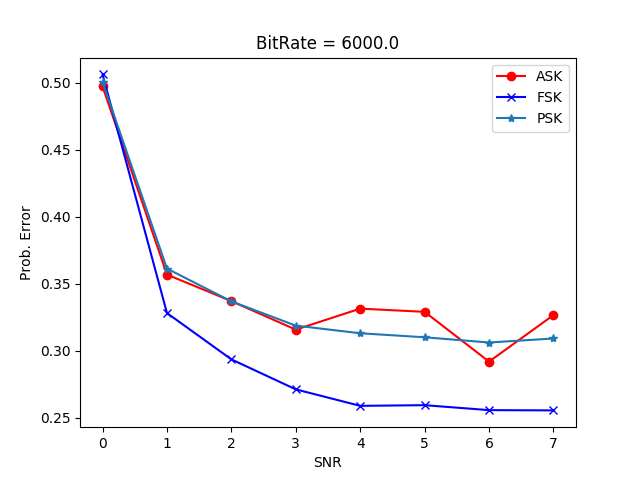 BitRate = 6000.0
ASK
FSK
PSK
Prob. Error
0.50
0.45
0.40
0.35
0.30
0.25
0 1 2 3 4 5 6 7
SNR